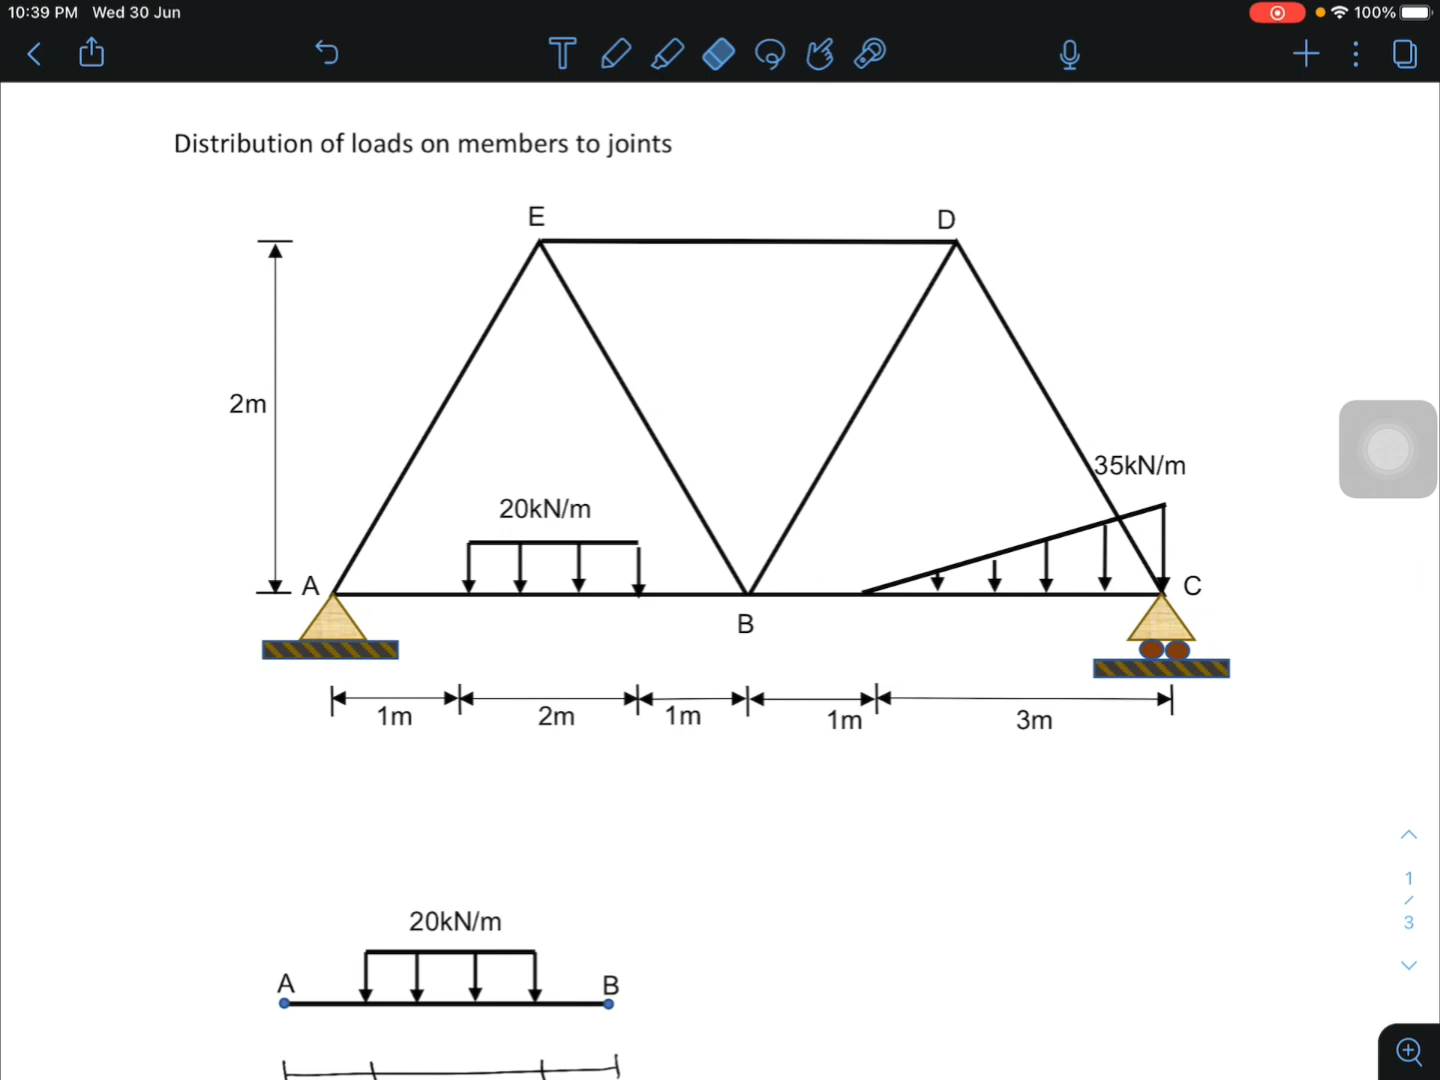 10:39 PM Wed 30 Jun
100%
Distribution of loads on members to joints
E
D
2m
35kN/m
20kN/m
A
C
B
1m
2m
1m
1m
3m
1
/
3
20kN/m
A
B